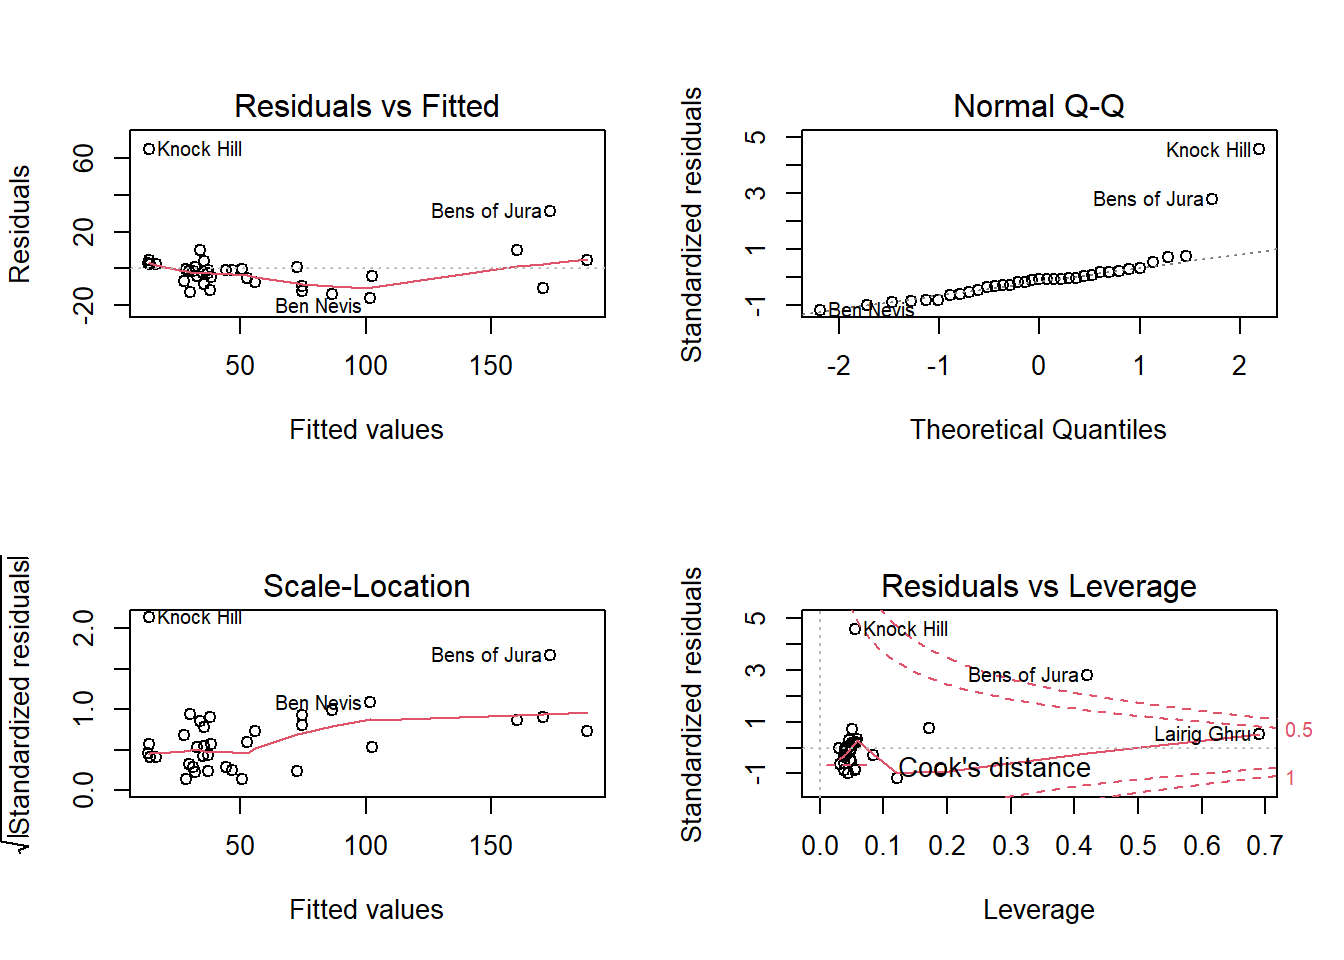 Residuals vs Fitted
Residuals
60
20
-20
Knock Hill
Bens of Jura
Ben Nevis
50 100 150
Fitted values
Normal Q-Q
Standardized residuals
5
3
1
-1
Knock Hill
Bens of Jura
Ben Nevis
-2 -1 0 1 2
Theoretical Quantiles
Scale-Location
√|Standardized residuals|
2.0
1.0
0.0
Knock Hill
Bens of Jura
Ben Nevis
50 100 150
Fitted values
Residuals vs Leverage
Standardized residuals
5
3
1
-1
Knock Hill
Bens of Jura
Lairig Ghru
0.5
Cook's distance
1
0.0 0.1 0.2 0.3 0.4 0.5 0.6 0.7
Leverage